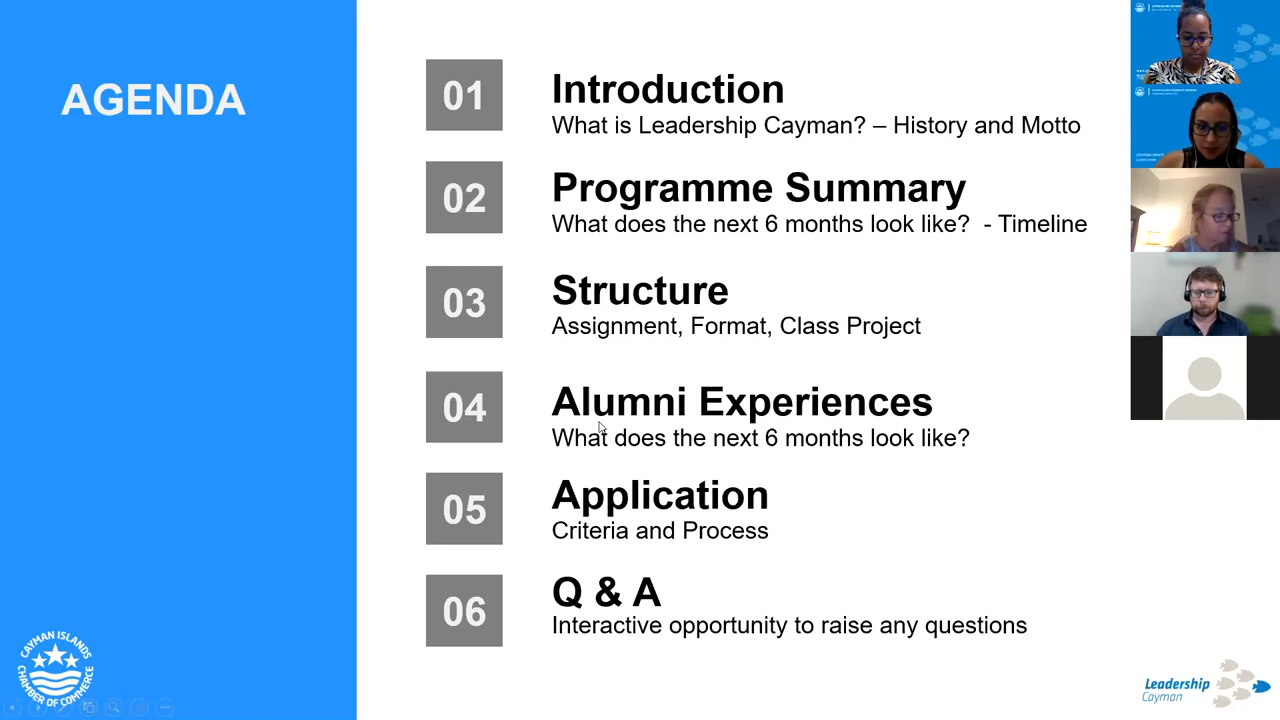 AGENDA
01
Introduction
What is Leadership Cayman? – History and Motto
02
Programme Summary
What does the next 6 months look like?  - Timeline
03
Structure
Assignment, Format, Class Project
04
Alumni Experiences
What does the next 6 months look like?
05
Application
Criteria and Process
06
Q & A
Interactive opportunity to raise any questions
CAYMAN ISLANDS
CHAMBER OF COMMERCE
Leadership
Cayman